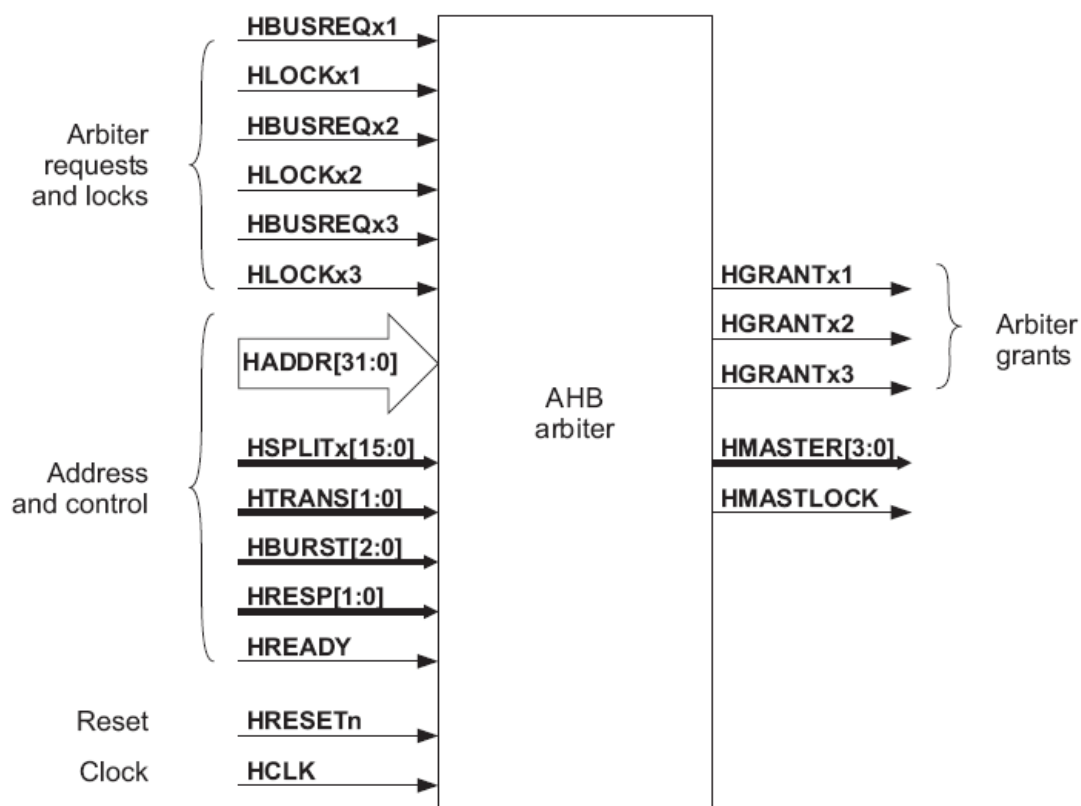 HBUSREQx1
HLOCKx1
HBUSREQx2
HLOCKx2
HBUSREQx3
HLOCKx3
Arbiter
requests
and locks
HADDR[31:0]
HSPLITx[15:0]
HTRANS[1:0]
HBURST[2:0]
HRESP[1:0]
HREADY
Address
and control
Reset
HRESETn
Clock
HCLK
AHB
arbiter
HGRANTx1
HGRANTx2
HGRANTx3
Arbiter
grants
HMASTER[3:0]
HMASTLOCK